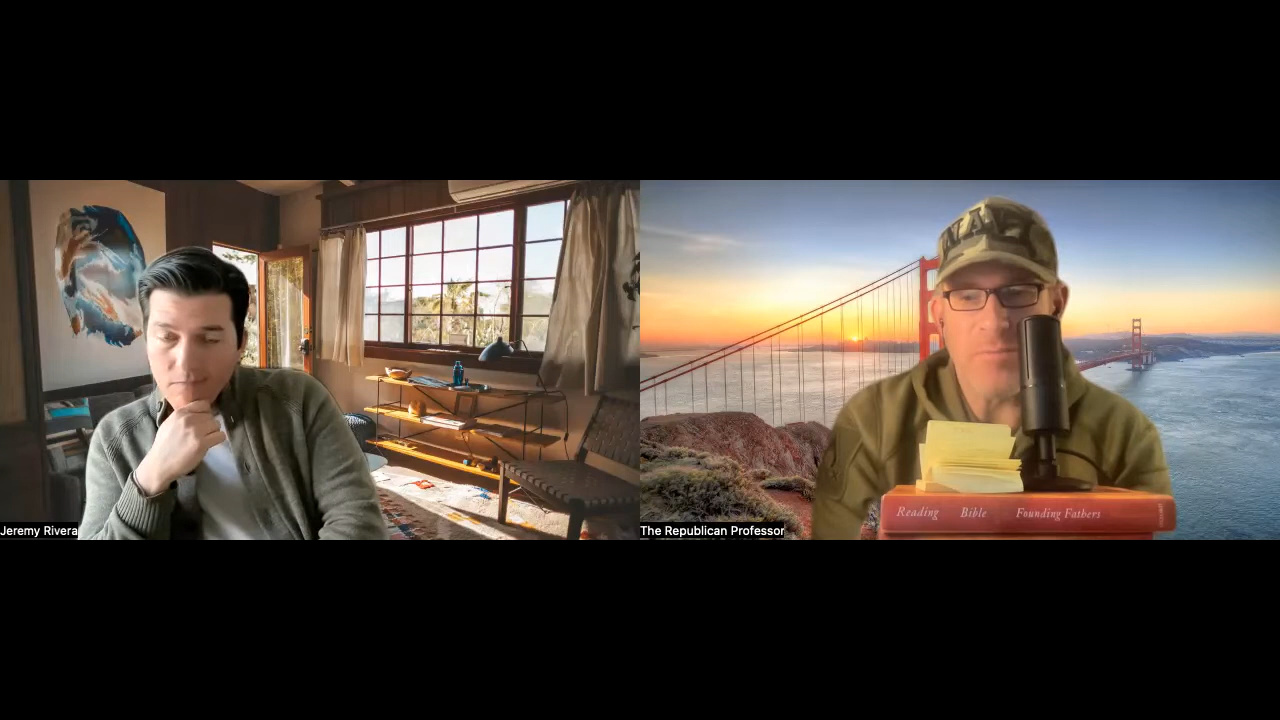 Jeremy Rivera
The Republican Professor
Reading Bible Founding Fathers